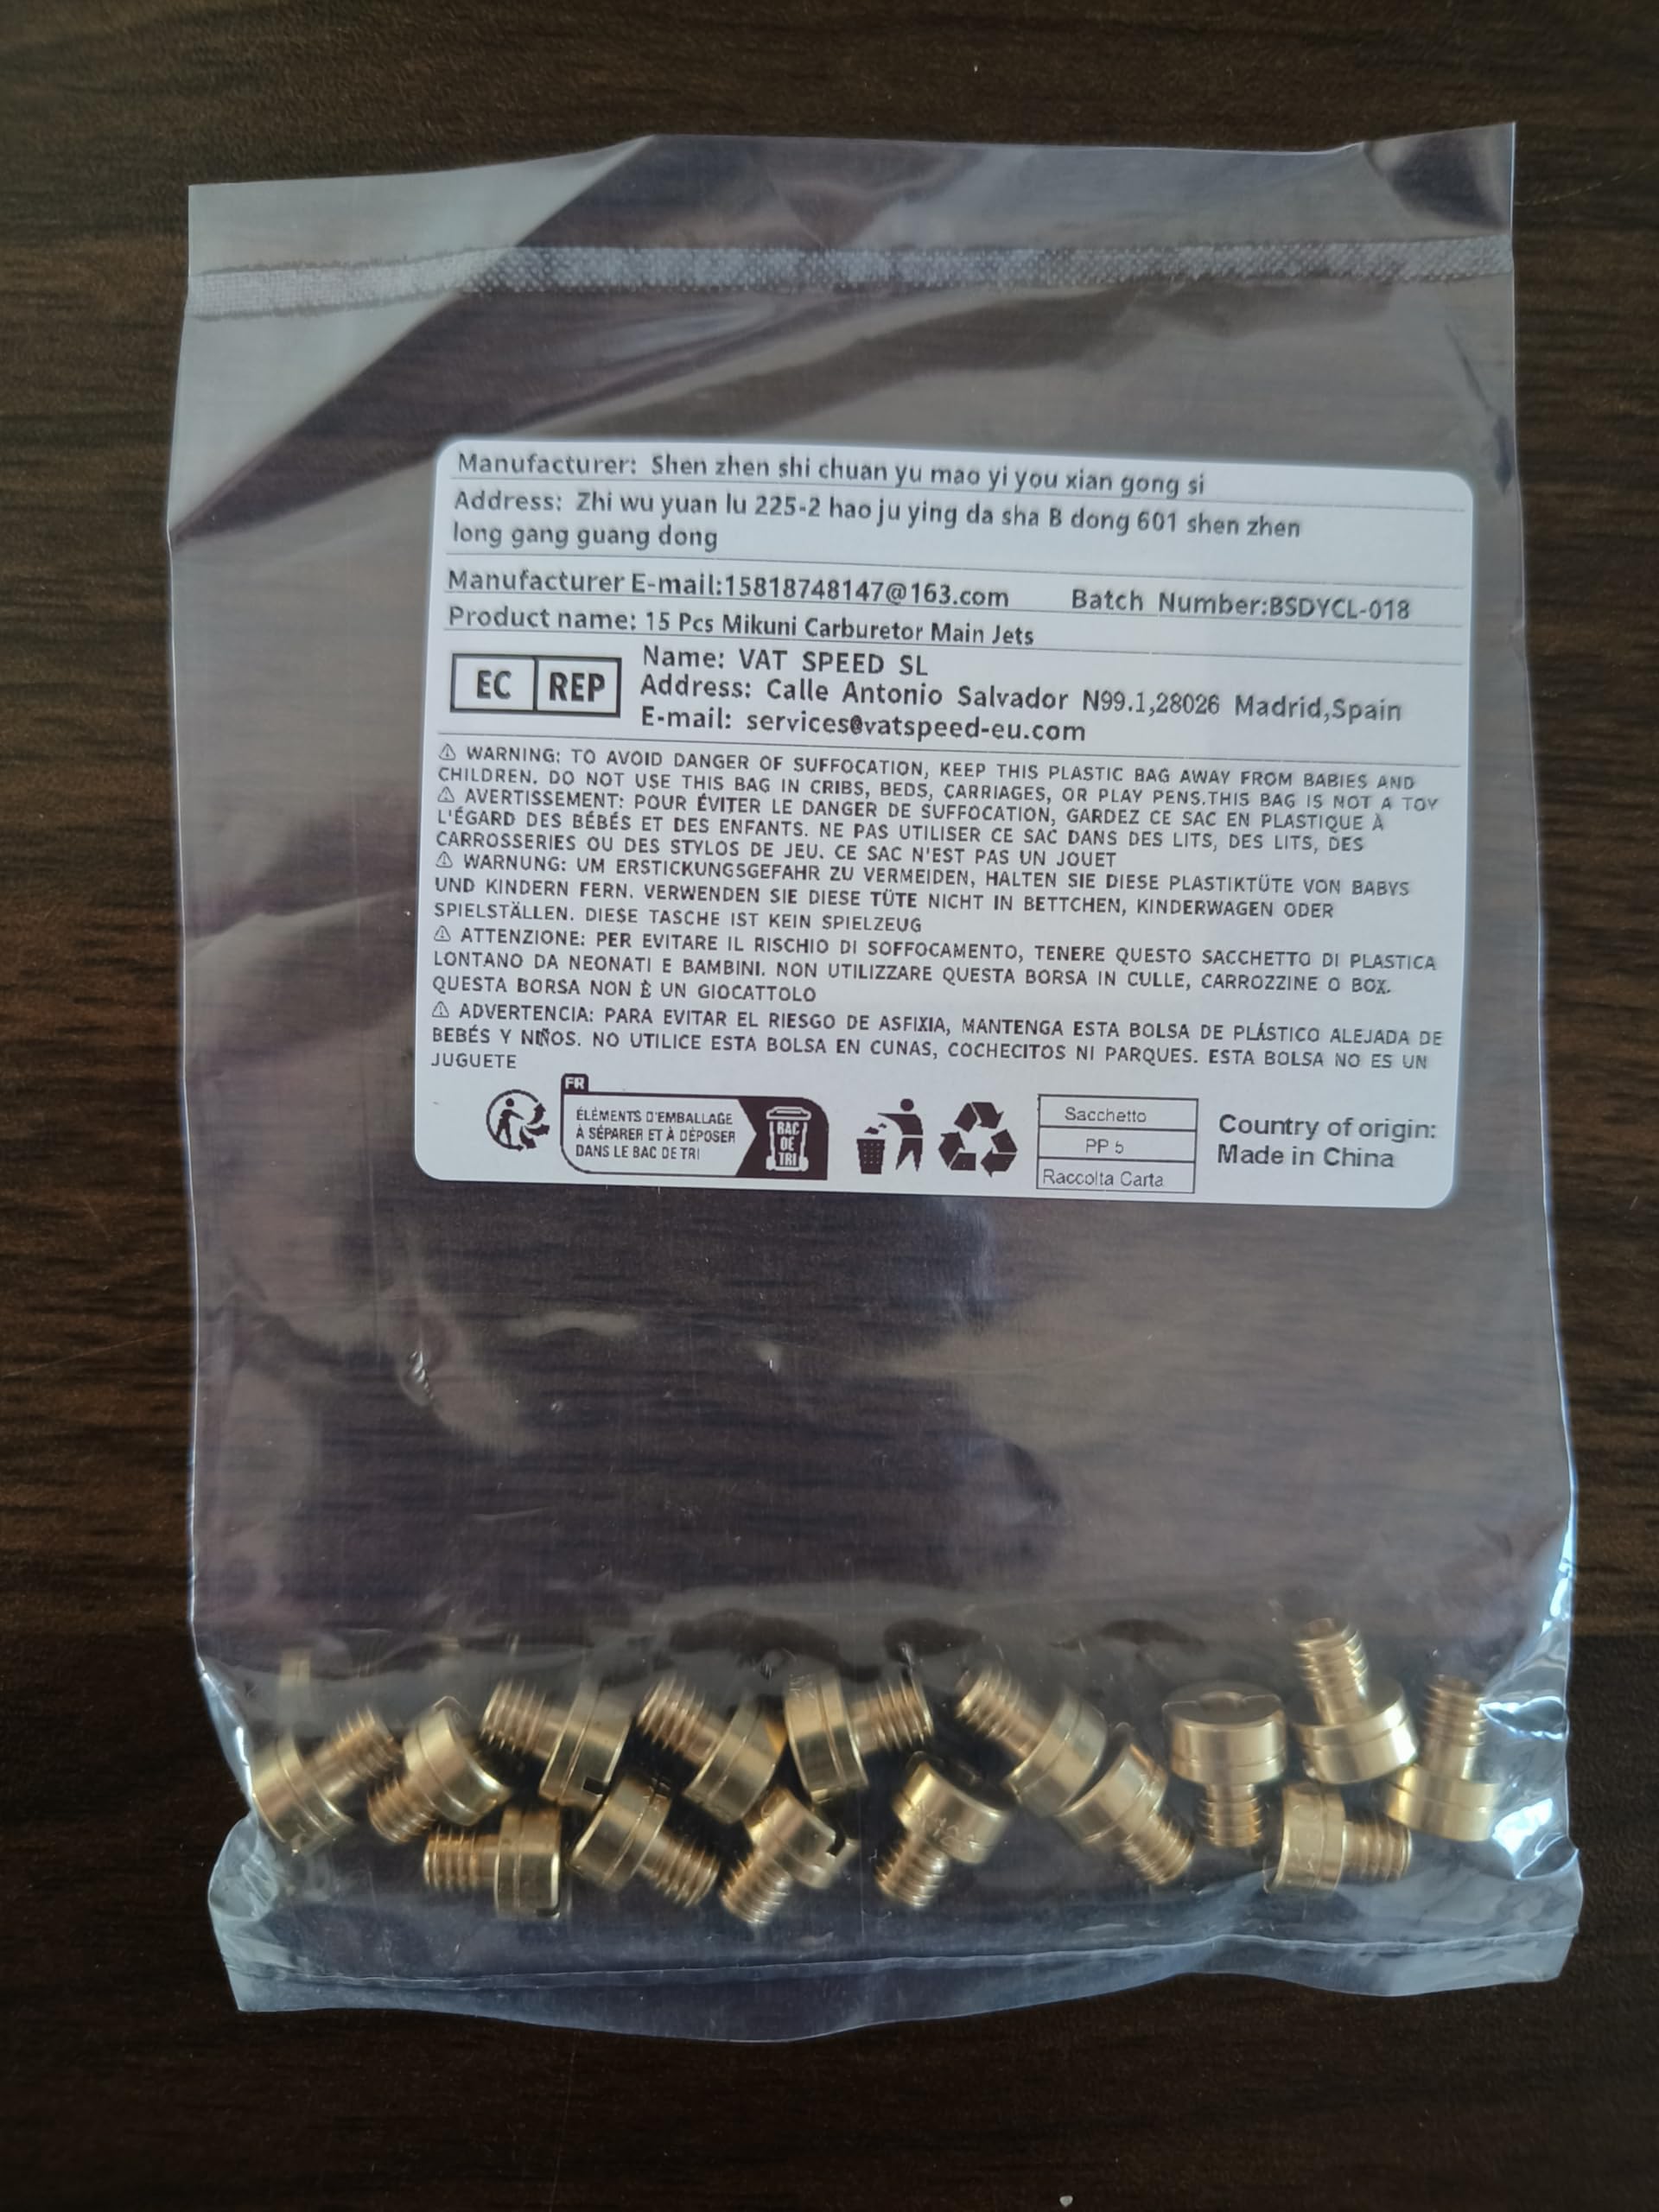 Manufacturer: Shen zhen shi chuan yu mao yi you xian gong si
Address: Zhi wu yuan lu 225-2 hao ju ying da sha B dong 601 shen zhen
long gang guang dong
Manufacturer E-mail:15818748147@163.com Batch Number:BSDYCL-018
Product name: 15 Pcs Mikuni Carburetor Main Jets
EC REP
Name: VAT SPEED SL
Address: Calle Antonio Salvador N99.1,28026 Madrid,Spain
E-mail: services@vatspeed-eu.com
⚠ WARNING: TO AVOID DANGER OF SUFFOCATION, KEEP THIS PLASTIC BAG AWAY FROM BABIES AND
CHILDREN. DO NOT USE THIS BAG IN CRIBS, BEDS, CARRIAGES, OR PLAY PENS.THIS BAG IS NOT A TOY
⚠ AVERTISSEMENT: POUR ÉVITER LE DANGER DE SUFFOCATION, GARDEZ CE SAC EN PLASTIQUE À
L'ÉGARD DES BÉBÉS ET DES ENFANTS. NE PAS UTILISER CE SAC DANS DES LITS, DES LITS, DES
CARROSSERIES OU DES STYLOS DE JEU. CE SAC N'EST PAS UN JOUET
⚠ WARNUNG: UM ERSTICKUNGSGEFAHR ZU VERMEIDEN, HALTEN SIE DIESE PLASTIKTÜTE VON BABYS
UND KINDERN FERN. VERWENDEN SIE DIESE TÜTE NICHT IN BETTCHEN, KINDERWAGEN ODER
SPIELSTÄLLEN. DIESE TASCHE IST KEIN SPIELZEUG
⚠ ATTENZIONE: PER EVITARE IL RISCHIO DI SOFFOCAMENTO, TENERE QUESTO SACCHETTO DI PLASTICA
LONTANO DA NEONATI E BAMBINI. NON UTILIZZARE QUESTA BORSA IN CULLE, CARROZZINE O BOX.
QUESTA BORSA NON È UN GIOCATTOLO
⚠ ADVERTENCIA: PARA EVITAR EL RIESGO DE ASFIXIA, MANTENGA ESTA BOLSA DE PLÁSTICO ALEJADA DE
BEBÉS Y NIÑOS. NO UTILICE ESTA BOLSA EN CUNAS, COCHECITOS NI PARQUES. ESTA BOLSA NO ES UN
JUGUETE
FR
ÉLÉMENTS D'EMBALLAGE
À SÉPARER ET À DÉPOSER
DANS LE BAC DE TRI
BAC
DE
TRI
Sacchetto
PP 5
Raccolta Carta
Country of origin:
Made in China